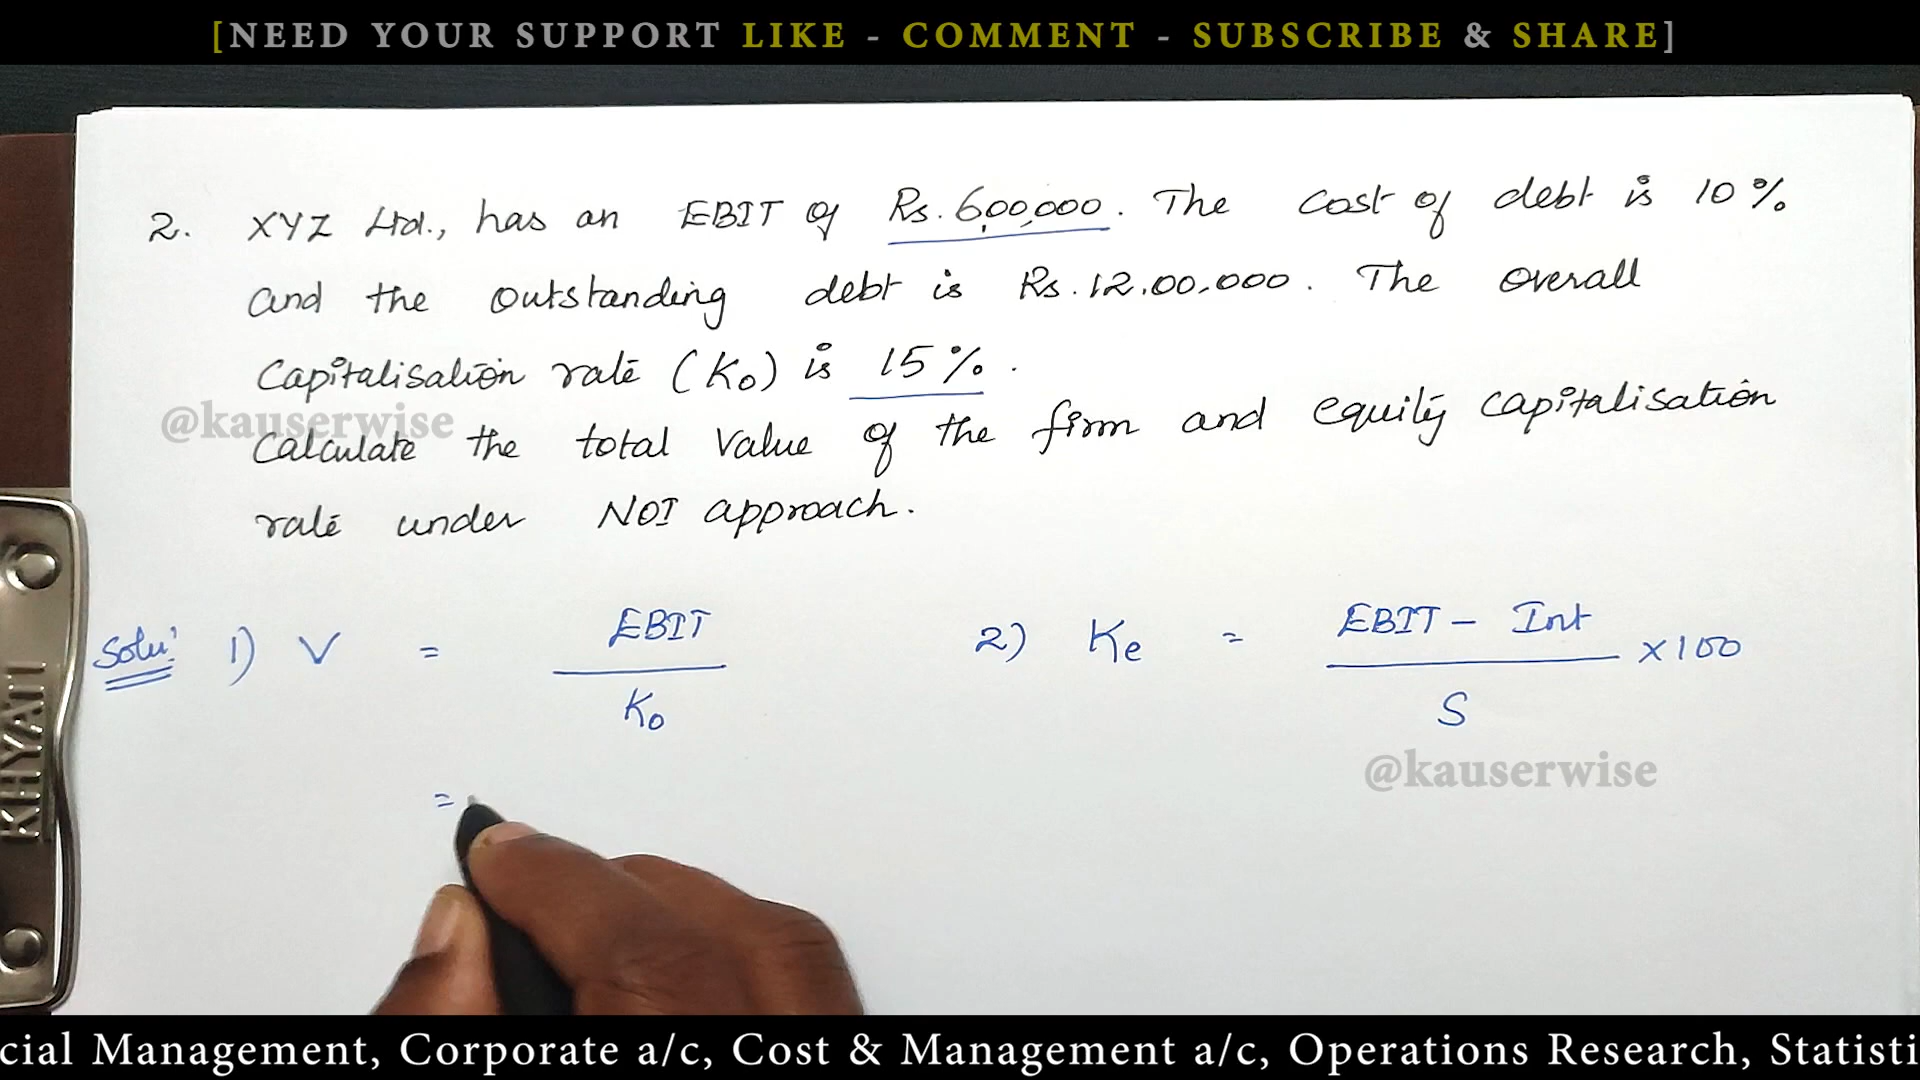 [NEED YOUR SUPPORT LIKE - COMMENT - SUBSCRIBE & SHARE]
2. XYZ Ltd., has an EBIT of Rs. 6,00,000. The Cost of debt is 10%
and the outstanding debt is Rs. 12,00,000. The overall
Capitalisation rate (Ko) is 15%.
@kauserwise
Calculate the total value of the firm and equity capitalisation
rate under NOI approach.
Solu: 1) V = EBIT / Ko 2) Ke = EBIT - Int / S x 100
@kauserwise
=
KHYATI
cial Management, Corporate a/c, Cost & Management a/c, Operations Research, Statisti